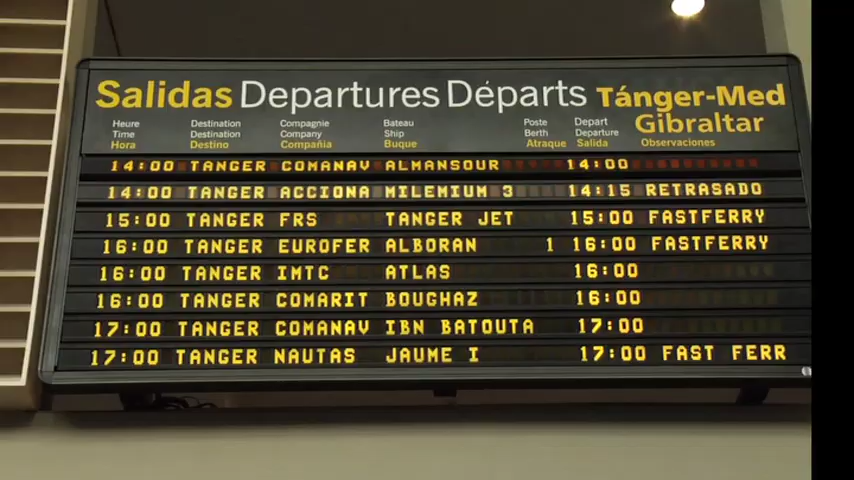 Salidas Departures Départs Tánger-Med
Gibraltar
Heure Destination Compagnie Bateau Poste Depart
Time Destination Company Ship Berth Departure
Hora Destino Compañia Buque Atraque Salida Observaciones
14:00 TANGER COMANAV ALMANSOUR 14:00
14:00 TANGER ACCIONA MILEMIUM 3 14:15 RETRASADO
15:00 TANGER FRS TANGER JET 15:00 FASTFERRY
16:00 TANGER EUROFER ALBORAN 1 16:00 FASTFERRY
16:00 TANGER IMTC ATLAS 16:00
16:00 TANGER COMARIT BOUGHAZ 16:00
17:00 TANGER COMANAV IBN BATOUTA 17:00
17:00 TANGER NAUTAS JAUME I 17:00 FAST FERR